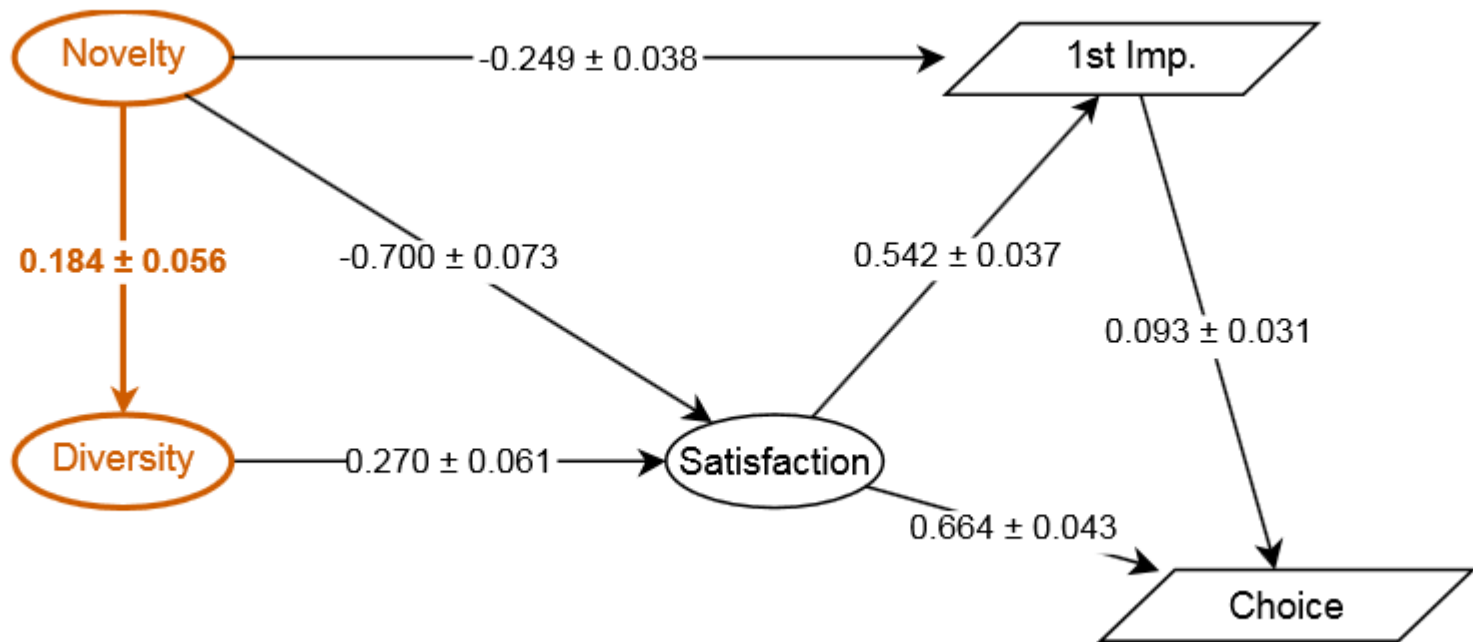 Novelty
-0.249 ± 0.038
1st Imp.
0.184 ± 0.056
-0.700 ± 0.073
0.542 ± 0.037
0.093 ± 0.031
Diversity
0.270 ± 0.061
Satisfaction
0.664 ± 0.043
Choice